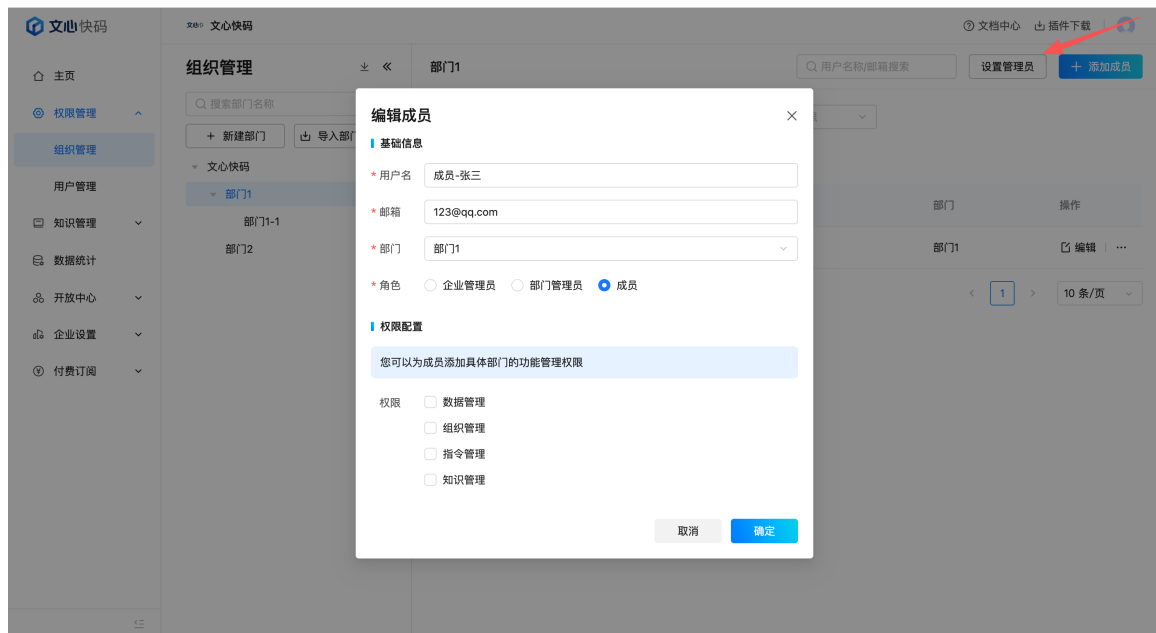 文心快码
文心快码 文心快码
文档中心 插件下载
主页
权限管理
组织管理
用户管理
知识管理
数据统计
开放中心
企业设置
付费订阅
组织管理
搜索部门名称
+ 新建部门 导入部门
文心快码
部门1
部门1-1
部门2
部门1
用户名称/邮箱搜索 设置管理员 + 添加成员
部门 操作
部门1 编辑 ...
< 1 > 10 条/页
编辑成员
基础信息
* 用户名 成员-张三
* 邮箱 123@qq.com
* 部门 部门1
* 角色 企业管理员 部门管理员 成员
权限配置
您可以为成员添加具体部门的功能管理权限
权限 数据管理
组织管理
指令管理
知识管理
取消 确定